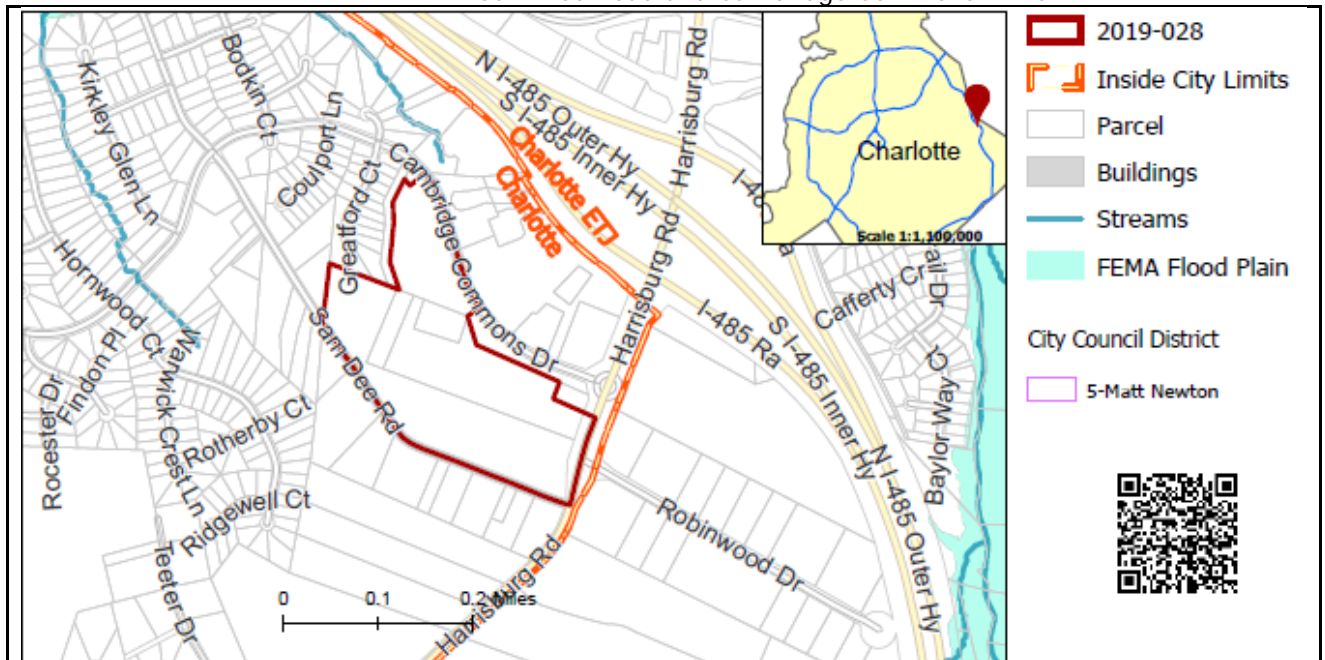 2019-028
Inside City Limits
Parcel
Buildings
Streams
FEMA Flood Plain
City Council District
5-Matt Newton
Charlotte
Scale 1:1,100,000
Kirkley Glen Ln
Bodkin Ct
Coulport Ln
Greatford Ct
Cambridge Commons Dr
N I-485 Outer Hy
S I-485 Inner Hy
Harrisburg Rd
Charlotte ETJ
Charlotte
Harrisburg Rd
I-485 Ra
S I-485 Inner Hy
N I-485 Outer Hy
Cafferty Cr
Baylor Way Ct
Hornwood Ct
Findon Pl
Rocester Dr
Warwick Crest Ln
Rotherby Ct
Ridgewell Ct
Teeter Dr
Sam Dee Rd
Robinwood Dr
Harrisburg Rd
0 0.1 0.2 Miles